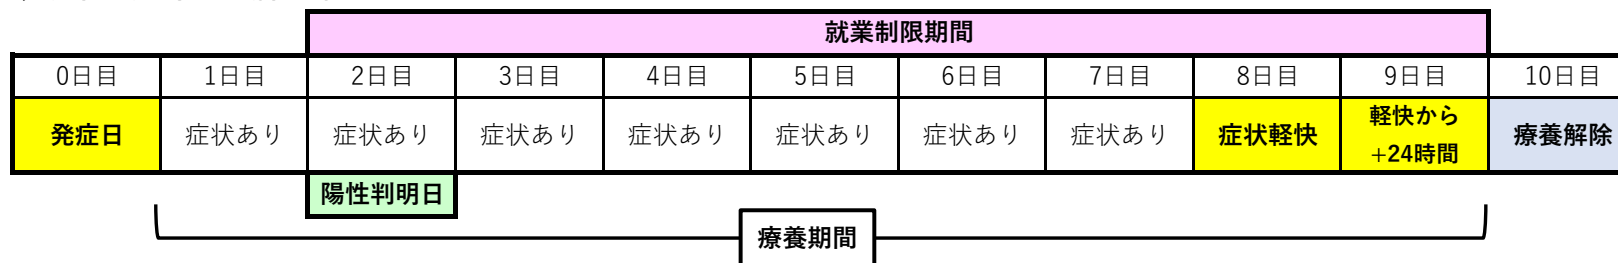 就業制限期間
0日目 1日目 2日目 3日目 4日目 5日目 6日目 7日目 8日目 9日目 10日目
発症日 症状あり 症状あり 症状あり 症状あり 症状あり 症状あり 症状あり 症状軽快 軽快から +24時間 療養解除
陽性判明日
療養期間